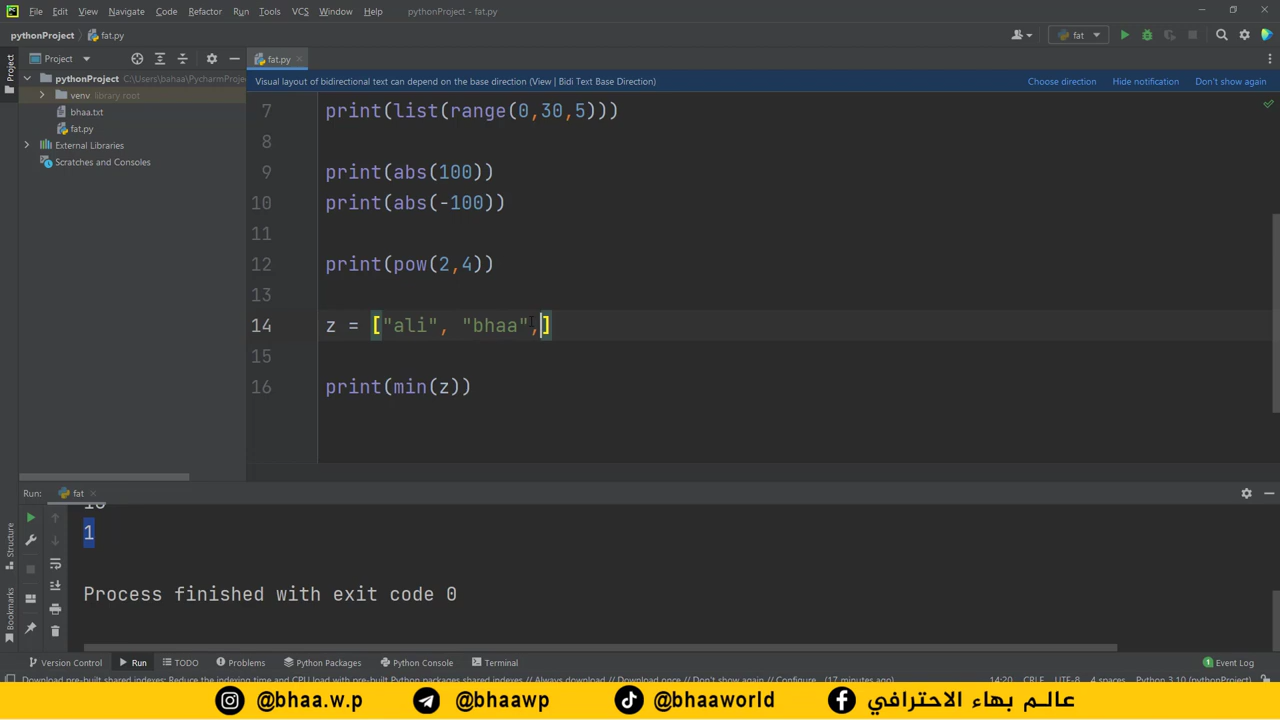 File Edit View Navigate Code Refactor Run Tools VCS Window Help pythonProject - fat.py
pythonProject fat.py fat
Project fat.py
Project
pythonProject C:\Users\bahaa\PycharmProjec
venv library root
bhaa.txt
fat.py
External Libraries
Scratches and Consoles
Visual layout of bidirectional text can depend on the base direction (View | Bidi Text Base Direction) Choose direction Hide notification Don't show again
7 print(list(range(0,30,5)))
8
9 print(abs(100))
10 print(abs(-100))
11
12 print(pow(2,4))
13
14 z = ["ali", "bhaa",]
15
16 print(min(z))
Run: fat
16
1
Process finished with exit code 0
Structure
Bookmarks
Version Control Run TODO Problems Python Packages Python Console Terminal Event Log
Download pre-built shared indexes: Reduce the indexing time and CPU load with pre-built Python packages shared indexes // Always download // Download once // Don't show again // Configure... (17 minutes ago) 14:20 CRLF UTF-8 4 spaces Python 3.10 (pythonProject)
@bhaa.w.p @bhaawp @bhaaworld عالم بهاء الاحترافي